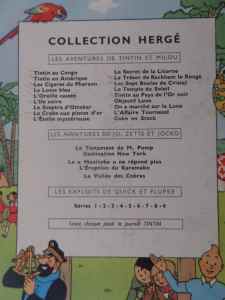 COLLECTION HERGÉ
LES AVENTURES DE TINTIN ET MILOU
Tintin au Congo
Tintin en Amérique
Les Cigares du Pharaon
Le Lotus bleu
L'Oreille cassée
L'Ile noire
Le Sceptre d'Ottokar
Le Crabe aux pinces d'or
L'Étoile mystérieuse
Le Secret de la Licorne
Le Trésor de Rackham le Rouge
Les Sept Boules de Cristal
Le Temple du Soleil
Tintin au Pays de l'Or noir
Objectif Lune
On a marché sur la Lune
L'Affaire Tournesol
Coke en Stock
LES AVENTURES DE JO, ZETTE ET JOCKO
Le Testament de M. Pump
Destination New York
Le « Manitoba » ne répond plus
L'Éruption du Karamako
La Vallée des Cobras
LES EXPLOITS DE QUICK ET FLUPKE
Séries 1 - 2 - 3 - 4 - 5 - 6 - 7 - 8 - 9
Lisez chaque jeudi le journal TINTIN